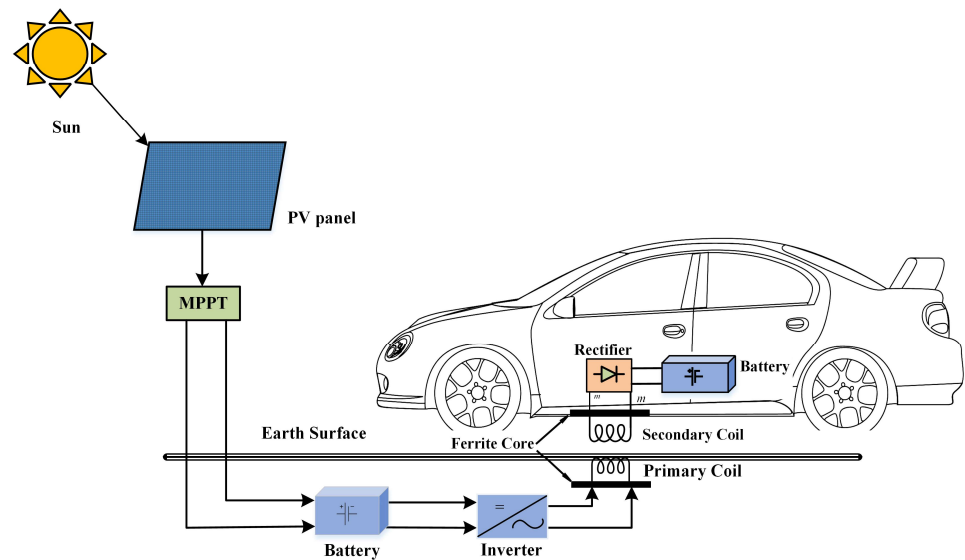 Sun
PV panel
MPPT
Rectifier
Battery
m
m
Earth Surface
Ferrite Core
Secondary Coil
Primary Coil
Battery
Inverter